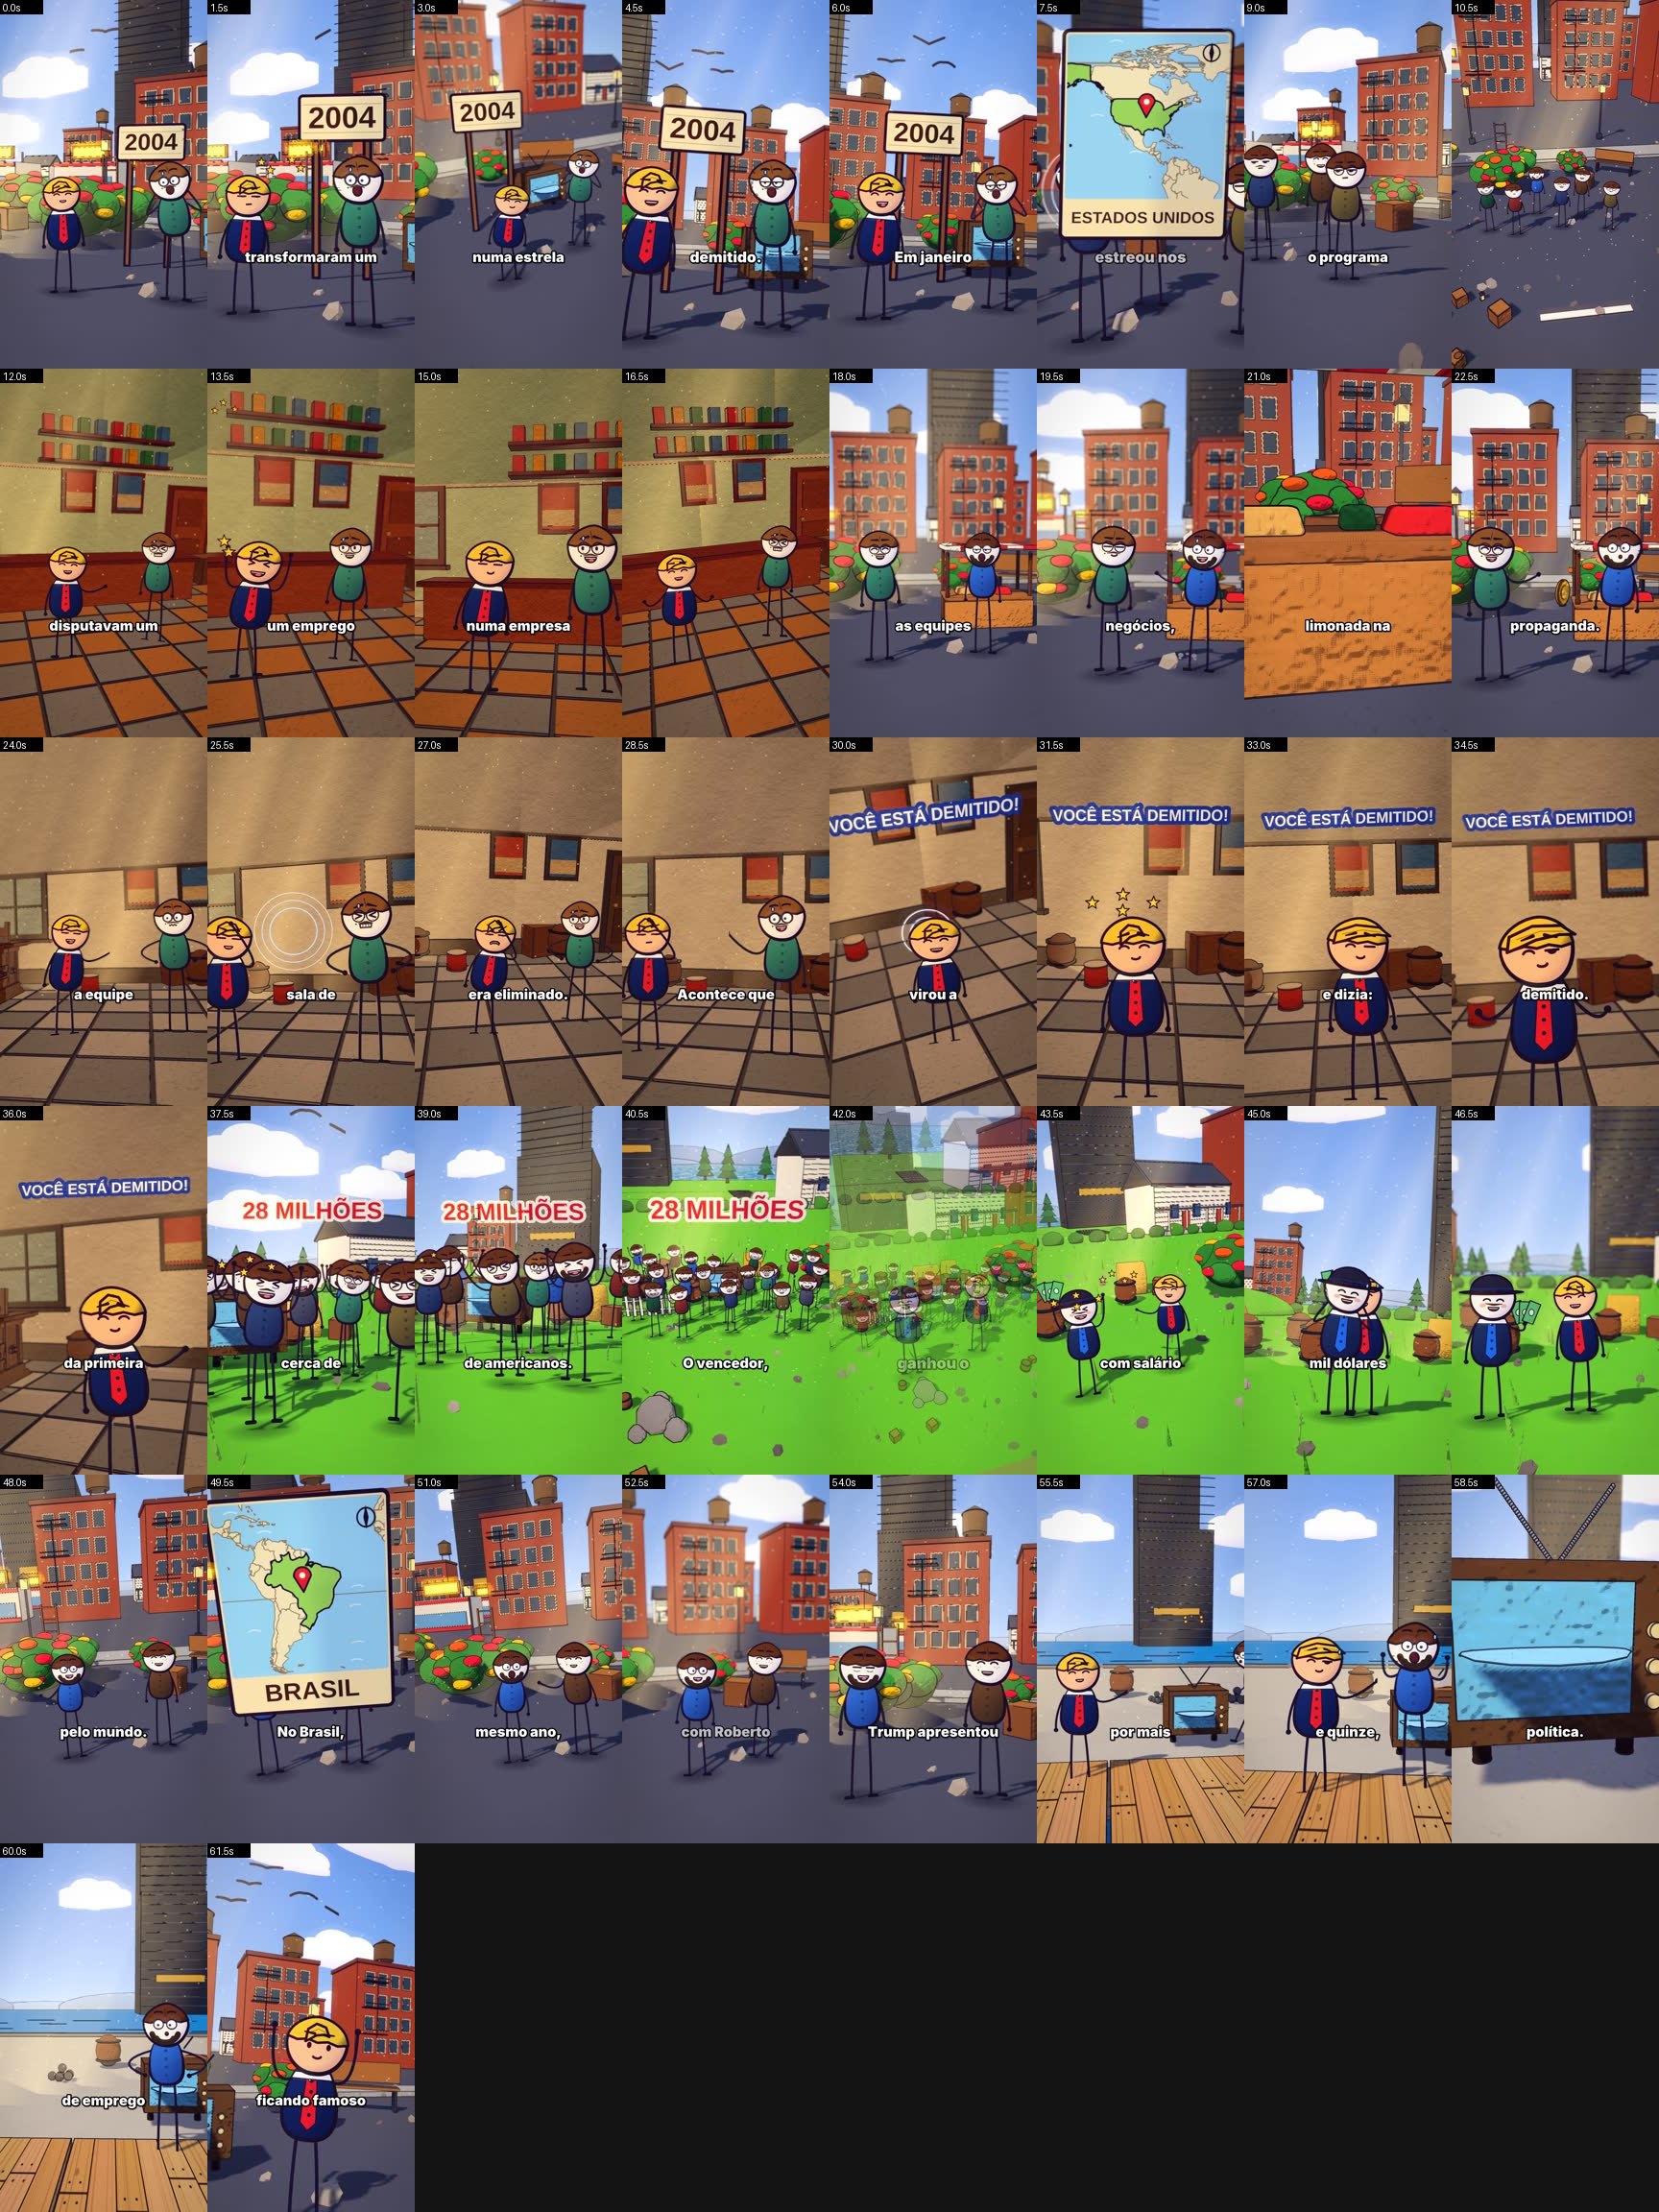 0.0s
1.5s
3.0s
4.5s
6.0s
7.5s
9.0s
10.5s
2004
2004
2004
2004
2004
ESTADOS UNIDOS
transformaram um
numa estrela
demitido.
Em janeiro
estreou nos
o programa
12.0s
13.5s
15.0s
16.5s
18.0s
19.5s
21.0s
22.5s
disputavam um
um emprego
numa empresa
as equipes
negócios,
limonada na
propaganda.
24.0s
25.5s
27.0s
28.5s
30.0s
31.5s
33.0s
34.5s
VOCÊ ESTÁ DEMITIDO!
VOCÊ ESTÁ DEMITIDO!
VOCÊ ESTÁ DEMITIDO!
VOCÊ ESTÁ DEMITIDO!
a equipe
sala de
era eliminado.
Acontece que
virou a
e dizia:
demitido.
36.0s
37.5s
39.0s
40.5s
42.0s
43.5s
45.0s
46.5s
VOCÊ ESTÁ DEMITIDO!
28 MILHÕES
28 MILHÕES
28 MILHÕES
da primeira
cerca de
de americanos.
O vencedor,
ganhou o
com salário
mil dólares
48.0s
49.5s
51.0s
52.5s
54.0s
55.5s
57.0s
58.5s
BRASIL
pelo mundo.
No Brasil,
mesmo ano,
com Roberto
Trump apresentou
por mais
e quinze,
política.
60.0s
61.5s
de emprego
ficando famoso